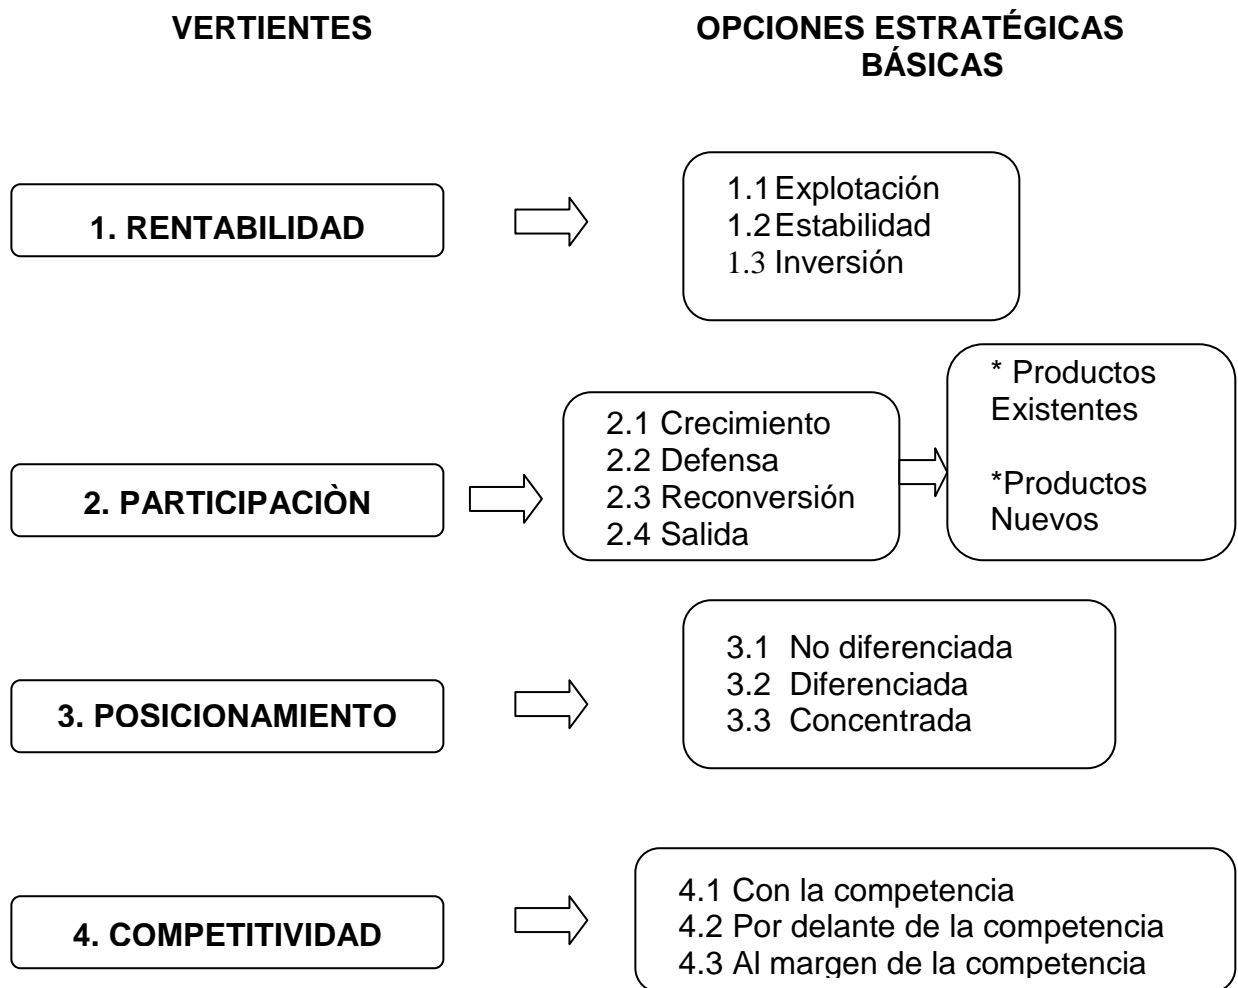 VERTIENTES
OPCIONES ESTRATÉGICAS
BÁSICAS
1. RENTABILIDAD
1.1 Explotación
1.2 Estabilidad
1.3 Inversión
2. PARTICIPACIÒN
2.1 Crecimiento
2.2 Defensa
2.3 Reconversión
2.4 Salida
* Productos
Existentes
*Productos
Nuevos
3. POSICIONAMIENTO
3.1 No diferenciada
3.2 Diferenciada
3.3 Concentrada
4. COMPETITIVIDAD
4.1 Con la competencia
4.2 Por delante de la competencia
4.3 Al margen de la competencia